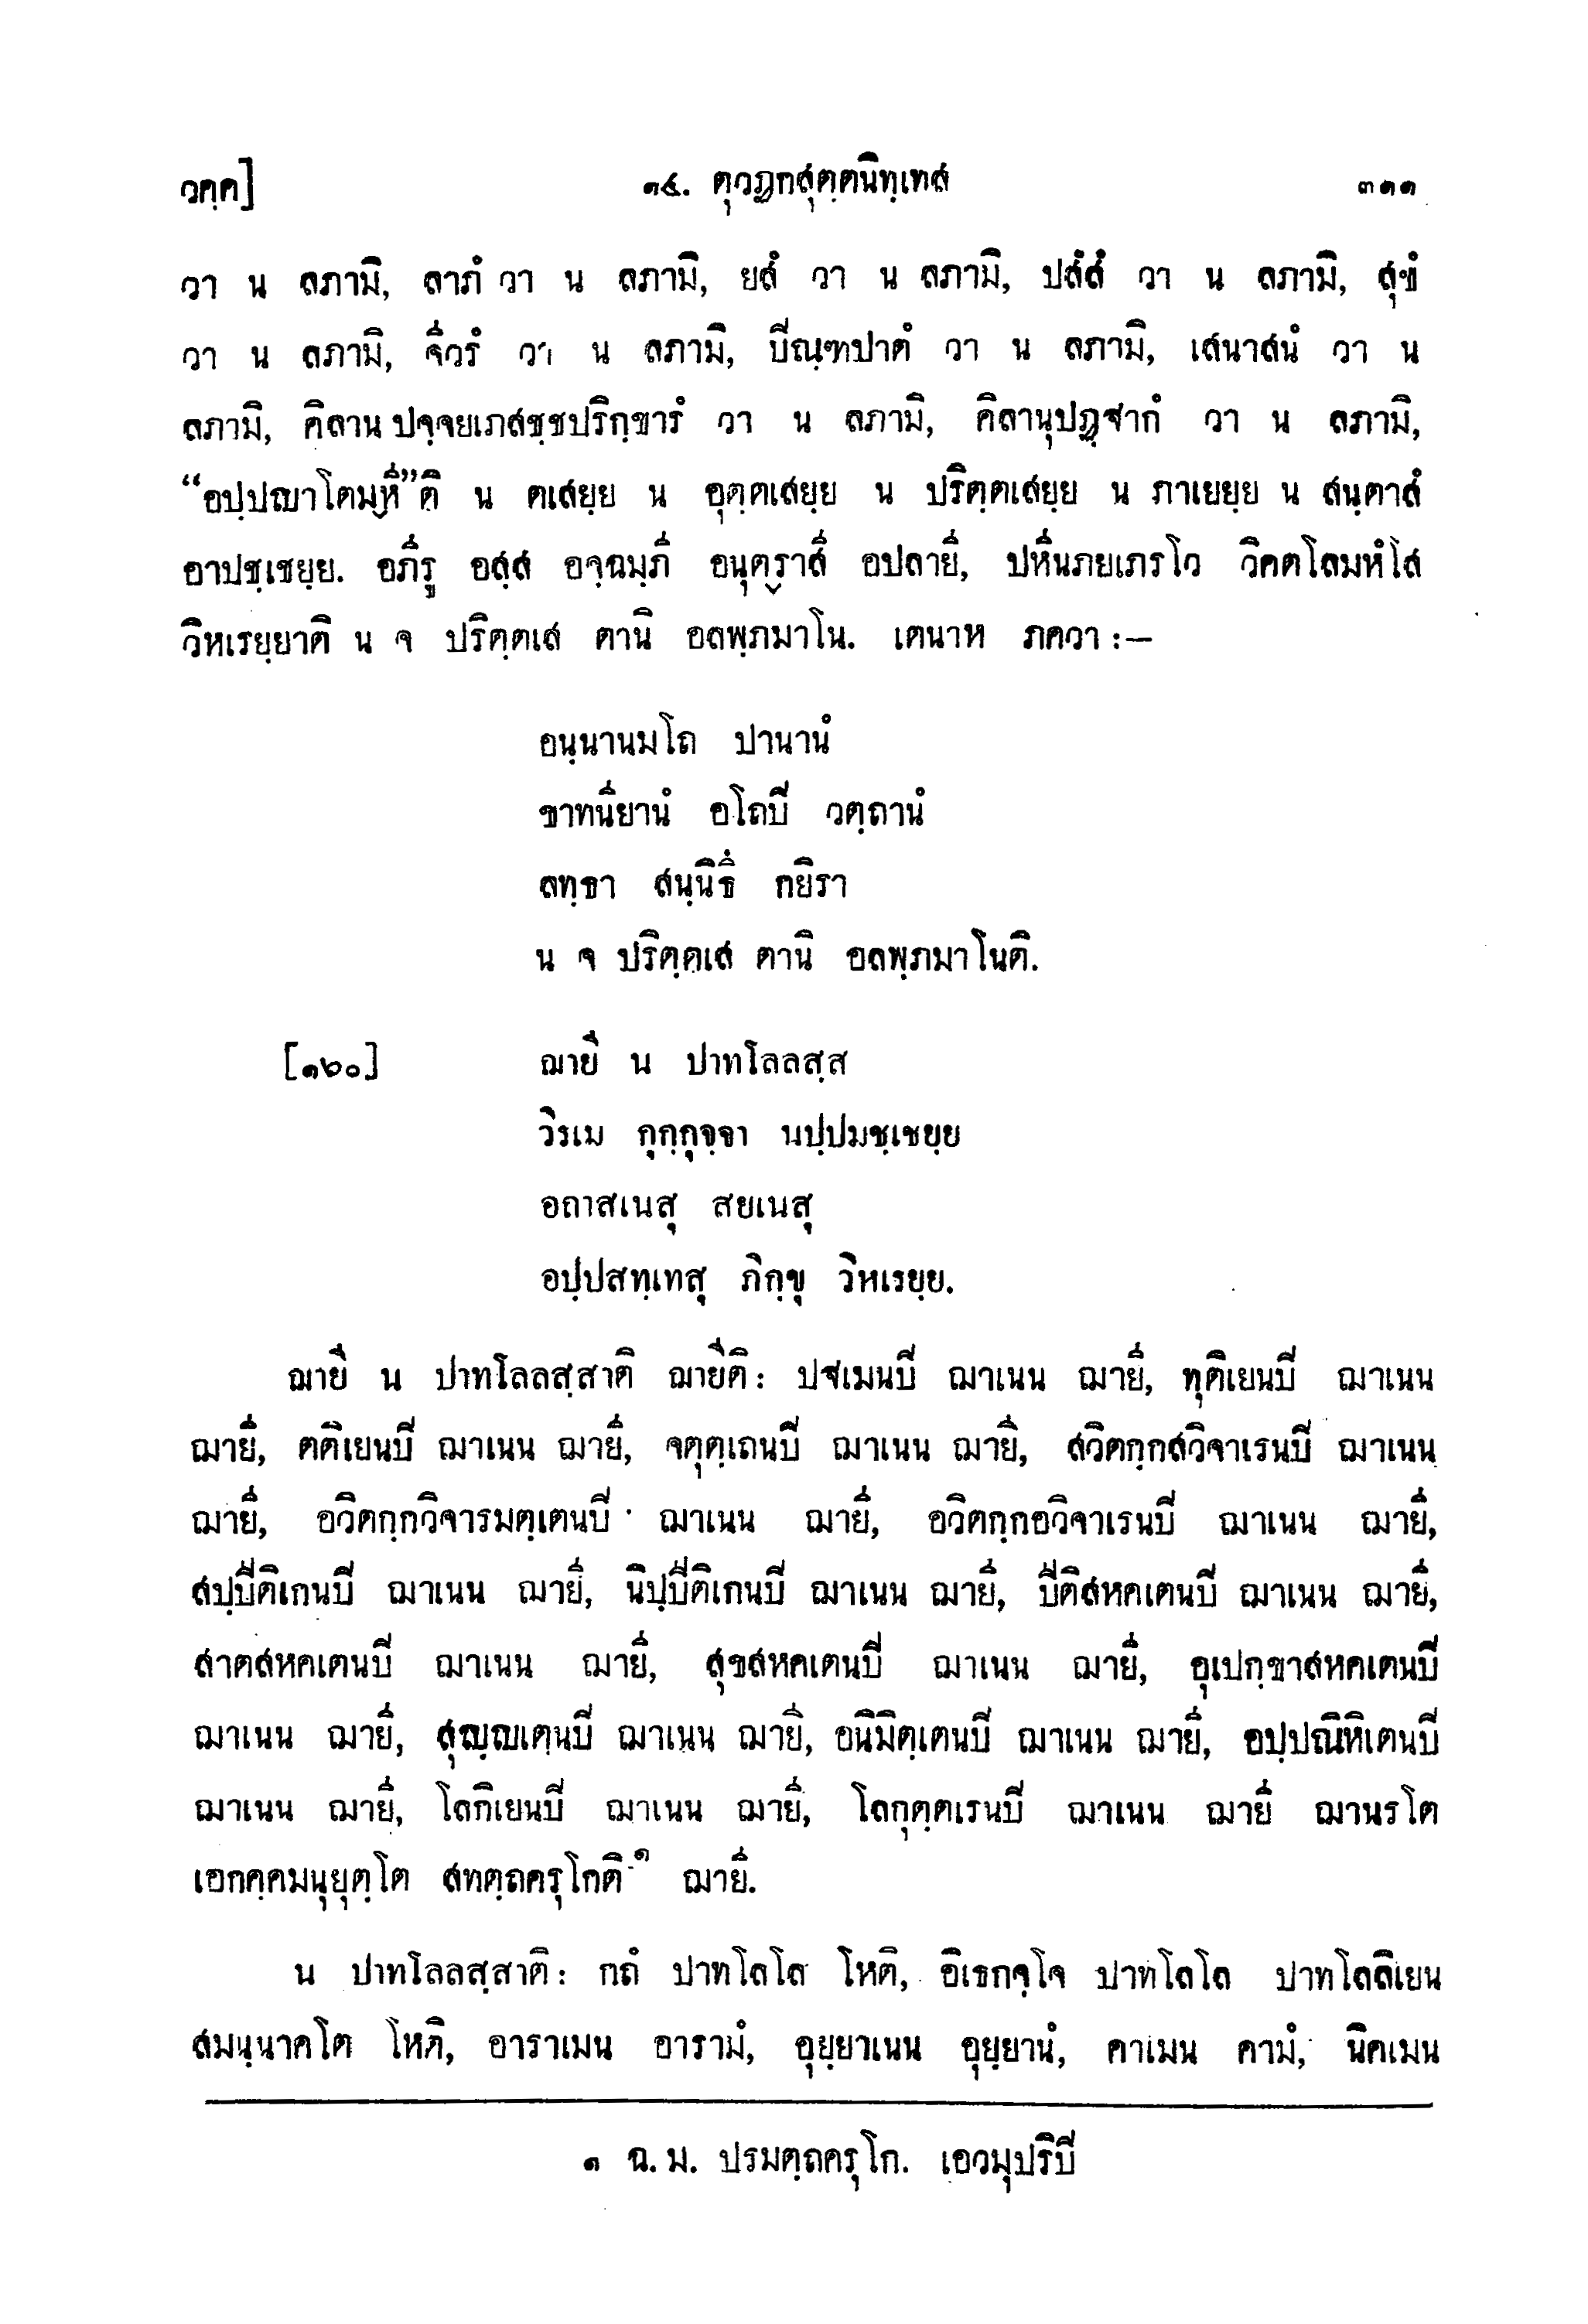 วคฺค]
๑๔. ตุวฏกสุตฺตนิทฺเทส
๓๑๑
วา น ลภามิ, ลาภํ วา น ลภามิ, ยสํ วา น ลภามิ, ปสํสํ วา น ลภามิ, สุขํ
วา น ลภามิ, จีวรํ วา น ลภามิ, ปิณฺฑปาตํ วา น ลภามิ, เสนาสนํ วา น
ลภามิ, คิลาน ปจฺจยเภสชฺชปริกฺขารํ วา น ลภามิ, คิลานุปฏฺฐากํ วา น ลภามิ,
“อปฺปญาโตมฺหี”ติ น ตเสยฺย น อุตฺตเสยฺย น ปริตฺตเสยฺย น ภาเยยฺย น สนฺตาสํ
อาปชฺเชยฺย. อภีรู อสฺส อจฺฉมฺภี อนุตฺราสี อปลายี, ปหีนภยเภรโว วิคตโลมหํโส
วิหเรยฺยาติ น จ ปริตฺตเส ตานิ อลพฺภมาโน. เตนาห ภควา :–
อนฺนานมโถ ปานานํ
ขาทนียานํ อโถปิ วตฺถานํ
ลทฺธา สนฺนิธึ กยิรา
น จ ปริตฺตเส ตานิ อลพฺภมาโนติ.
[๑๖๐] ฌายี น ปาทโลลสฺส
วิรเม กุกฺกุจฺจา นปฺปมชฺเชยฺย
อถาสเนสุ สยเนสุ
อปฺปสทฺเทสุ ภิกฺขุ วิหเรยฺย.
ฌายี น ปาทโลลสฺสาติ ฌายีติ: ปฐเมนปิ ฌาเนน ฌายี, ทุติเยนปิ ฌาเนน
ฌายี, ตติเยนปิ ฌาเนน ฌายี, จตุตฺเถนปิ ฌาเนน ฌายี, สวิตกฺกสวิจาเรนปิ ฌาเนน
ฌายี, อวิตกฺกวิจารมตฺเตนปิ ฌาเนน ฌายี, อวิตกฺกอวิจาเรนปิ ฌาเนน ฌายี,
สปฺปีติเกนปิ ฌาเนน ฌายี, นิปฺปีติเกนปิ ฌาเนน ฌายี, ปีติสหคเตนปิ ฌาเนน ฌายี,
สาตสหคเตนปิ ฌาเนน ฌายี, สุขสหคเตนปิ ฌาเนน ฌายี, อุเปกฺขาสหคเตนปิ
ฌาเนน ฌายี, สุญฺญเตนปิ ฌาเนน ฌายี, อนิมิตฺเตนปิ ฌาเนน ฌายี, อปฺปณิหิเตนปิ
ฌาเนน ฌายี, โลกิเยนปิ ฌาเนน ฌายี, โลกุตฺตเรนปิ ฌาเนน ฌายี ฌานรโต
เอกคฺคมนุยุตฺโต สทตฺถครุโกติ ๑ ฌายี.
น ปาทโลลสฺสาติ: กถํ ปาทโลโล โหติ, อิเธกจฺโจ ปาทโลโล ปาทโลลิเยน
สมนฺนาคโต โหติ, อาราเมน อารามํ, อุยฺยาเนน อุยฺยานํ, คาเมน คามํ, นิคเมน
๑ ฉ. ม. ปรมตฺถครุโก. เอวมุปริปิ